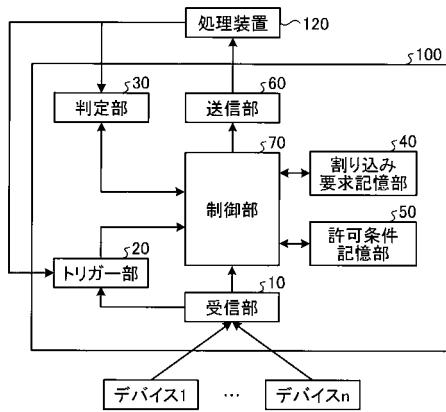 処理装置
120
100
30
判定部
60
送信部
70
制御部
40
割り込み
要求記憶部
50
許可条件
記憶部
20
トリガー部
10
受信部
デバイス1
…
デバイスn